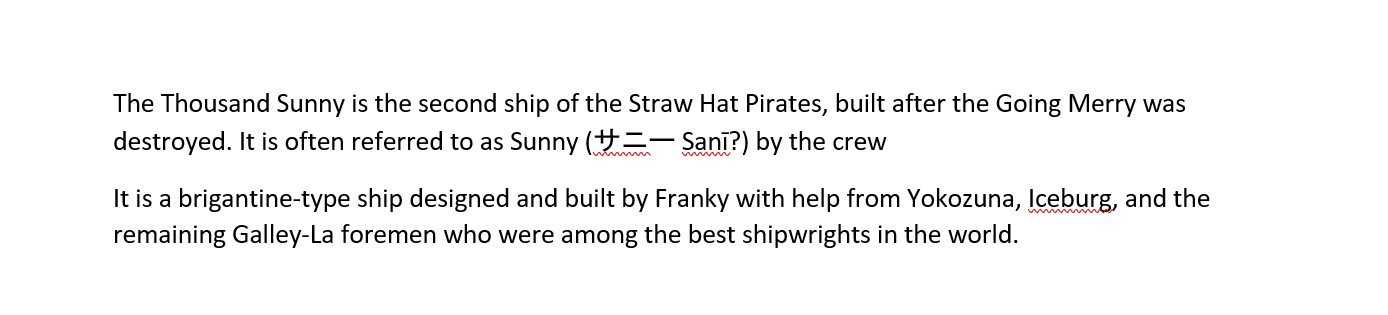 The Thousand Sunny is the second ship of the Straw Hat Pirates, built after the Going Merry was
destroyed. It is often referred to as Sunny (サニー Sanī?) by the crew
It is a brigantine-type ship designed and built by Franky with help from Yokozuna, Iceburg, and the
remaining Galley-La foremen who were among the best shipwrights in the world.